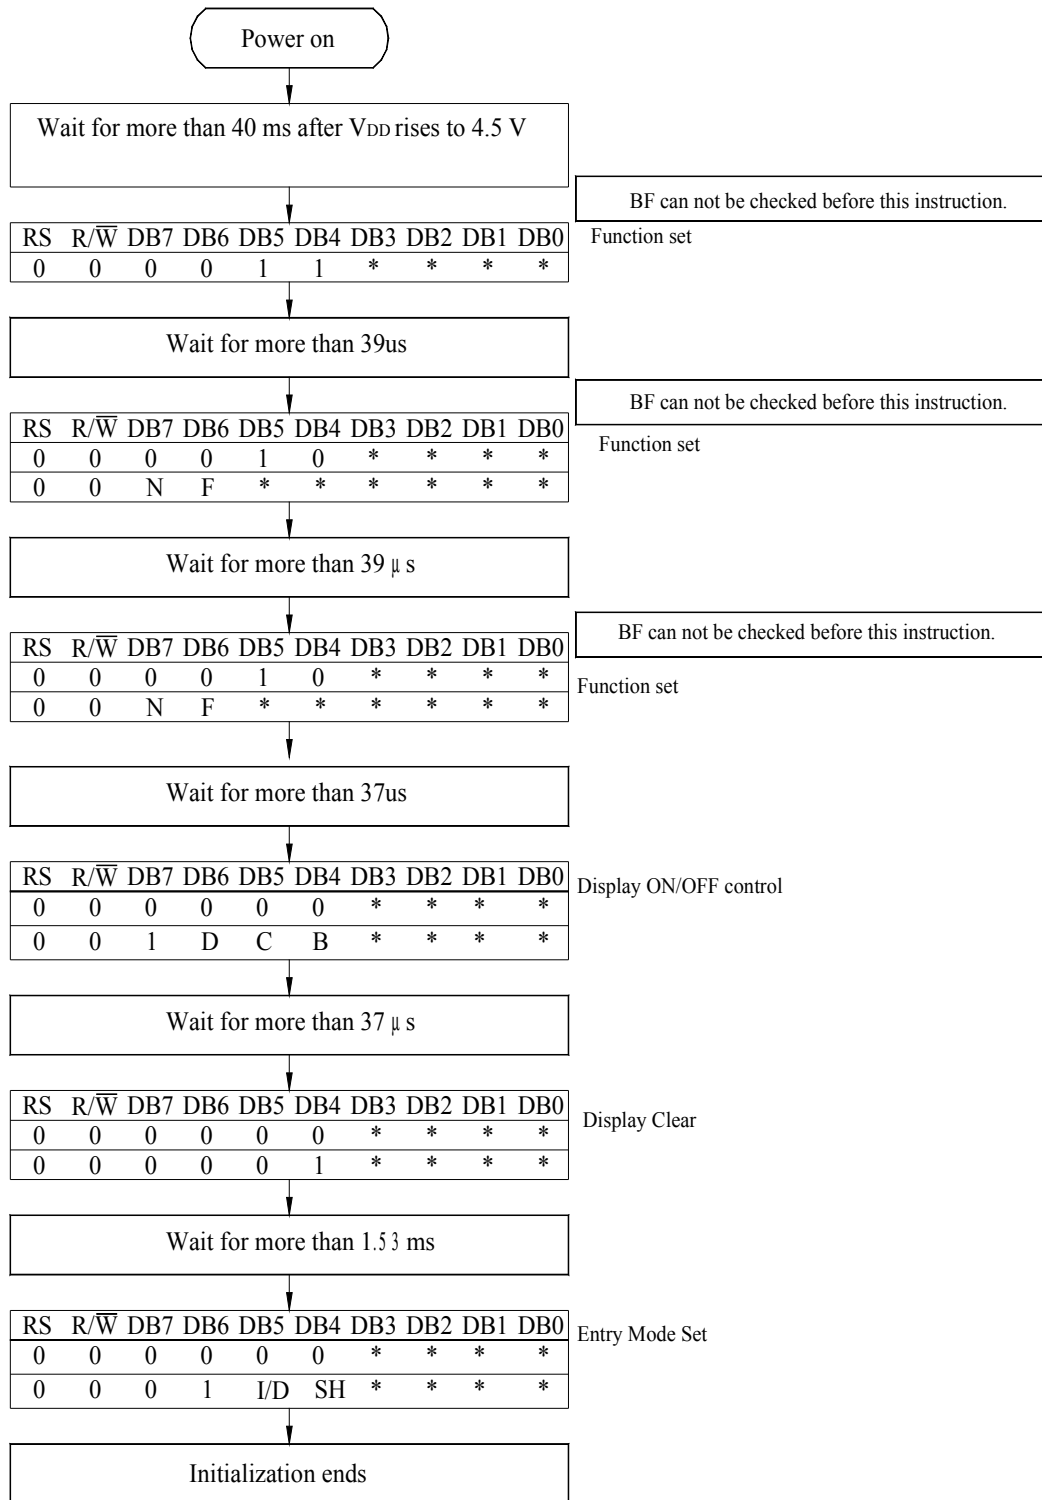 Power on
Wait for more than 40 ms after VDD rises to 4.5 V
BF can not be checked before this instruction.
RS R/W̅ DB7 DB6 DB5 DB4 DB3 DB2 DB1 DB0
Function set
0 0 0 0 1 1 * * * *
Wait for more than 39us
BF can not be checked before this instruction.
RS R/W̅ DB7 DB6 DB5 DB4 DB3 DB2 DB1 DB0
Function set
0 0 0 0 1 0 * * * *
0 0 N F * * * * * *
Wait for more than 39 μ s
BF can not be checked before this instruction.
RS R/W̅ DB7 DB6 DB5 DB4 DB3 DB2 DB1 DB0
0 0 0 0 1 0 * * * *
Function set
0 0 N F * * * * * *
Wait for more than 37us
RS R/W̅ DB7 DB6 DB5 DB4 DB3 DB2 DB1 DB0
Display ON/OFF control
0 0 0 0 0 0 * * * *
0 0 1 D C B * * * *
Wait for more than 37 μ s
RS R/W̅ DB7 DB6 DB5 DB4 DB3 DB2 DB1 DB0
Display Clear
0 0 0 0 0 0 * * * *
0 0 0 0 0 1 * * * *
Wait for more than 1.53 ms
RS R/W̅ DB7 DB6 DB5 DB4 DB3 DB2 DB1 DB0
Entry Mode Set
0 0 0 0 0 0 * * * *
0 0 0 1 I/D SH * * * *
Initialization ends